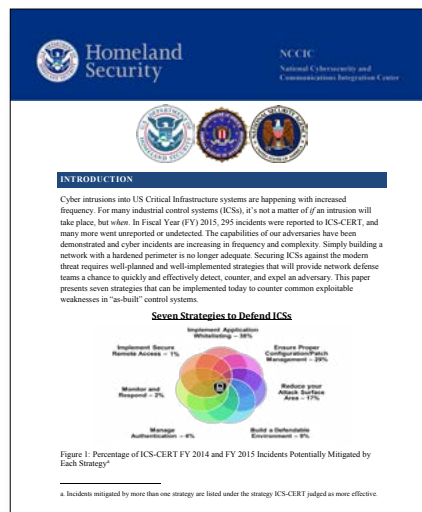 Homeland
Security
NCCIC
National Cybersecurity and
Communications Integration Center
INTRODUCTION
Cyber intrusions into US Critical Infrastructure systems are happening with increased
frequency. For many industrial control systems (ICSs), it's not a matter of if an intrusion will
take place, but when. In Fiscal Year (FY) 2015, 295 incidents were reported to ICS-CERT, and
many more went unreported or undetected. The capabilities of our adversaries have been
demonstrated and cyber incidents are increasing in frequency and complexity. Simply building a
network with a hardened perimeter is no longer adequate. Securing ICSs against the modern
threat requires well-planned and well-implemented strategies that will provide network defense
teams a chance to quickly and effectively detect, counter, and expel an adversary. This paper
presents seven strategies that can be implemented today to counter common exploitable
weaknesses in “as-built” control systems.
Seven Strategies to Defend ICSs
Implement Application
Whitelisting – 38%
Implement Secure
Remote Access – 1%
Ensure Proper
Configuration/Patch
Management – 29%
Monitor and
Respond – 2%
Reduce your
Attack Surface
Area – 17%
Manage
Authentication – 4%
Build a Defendable
Environment – 9%
Figure 1: Percentage of ICS-CERT FY 2014 and FY 2015 Incidents Potentially Mitigated by
Each Strategyᵃ
a. Incidents mitigated by more than one strategy are listed under the strategy ICS-CERT judged as more effective.